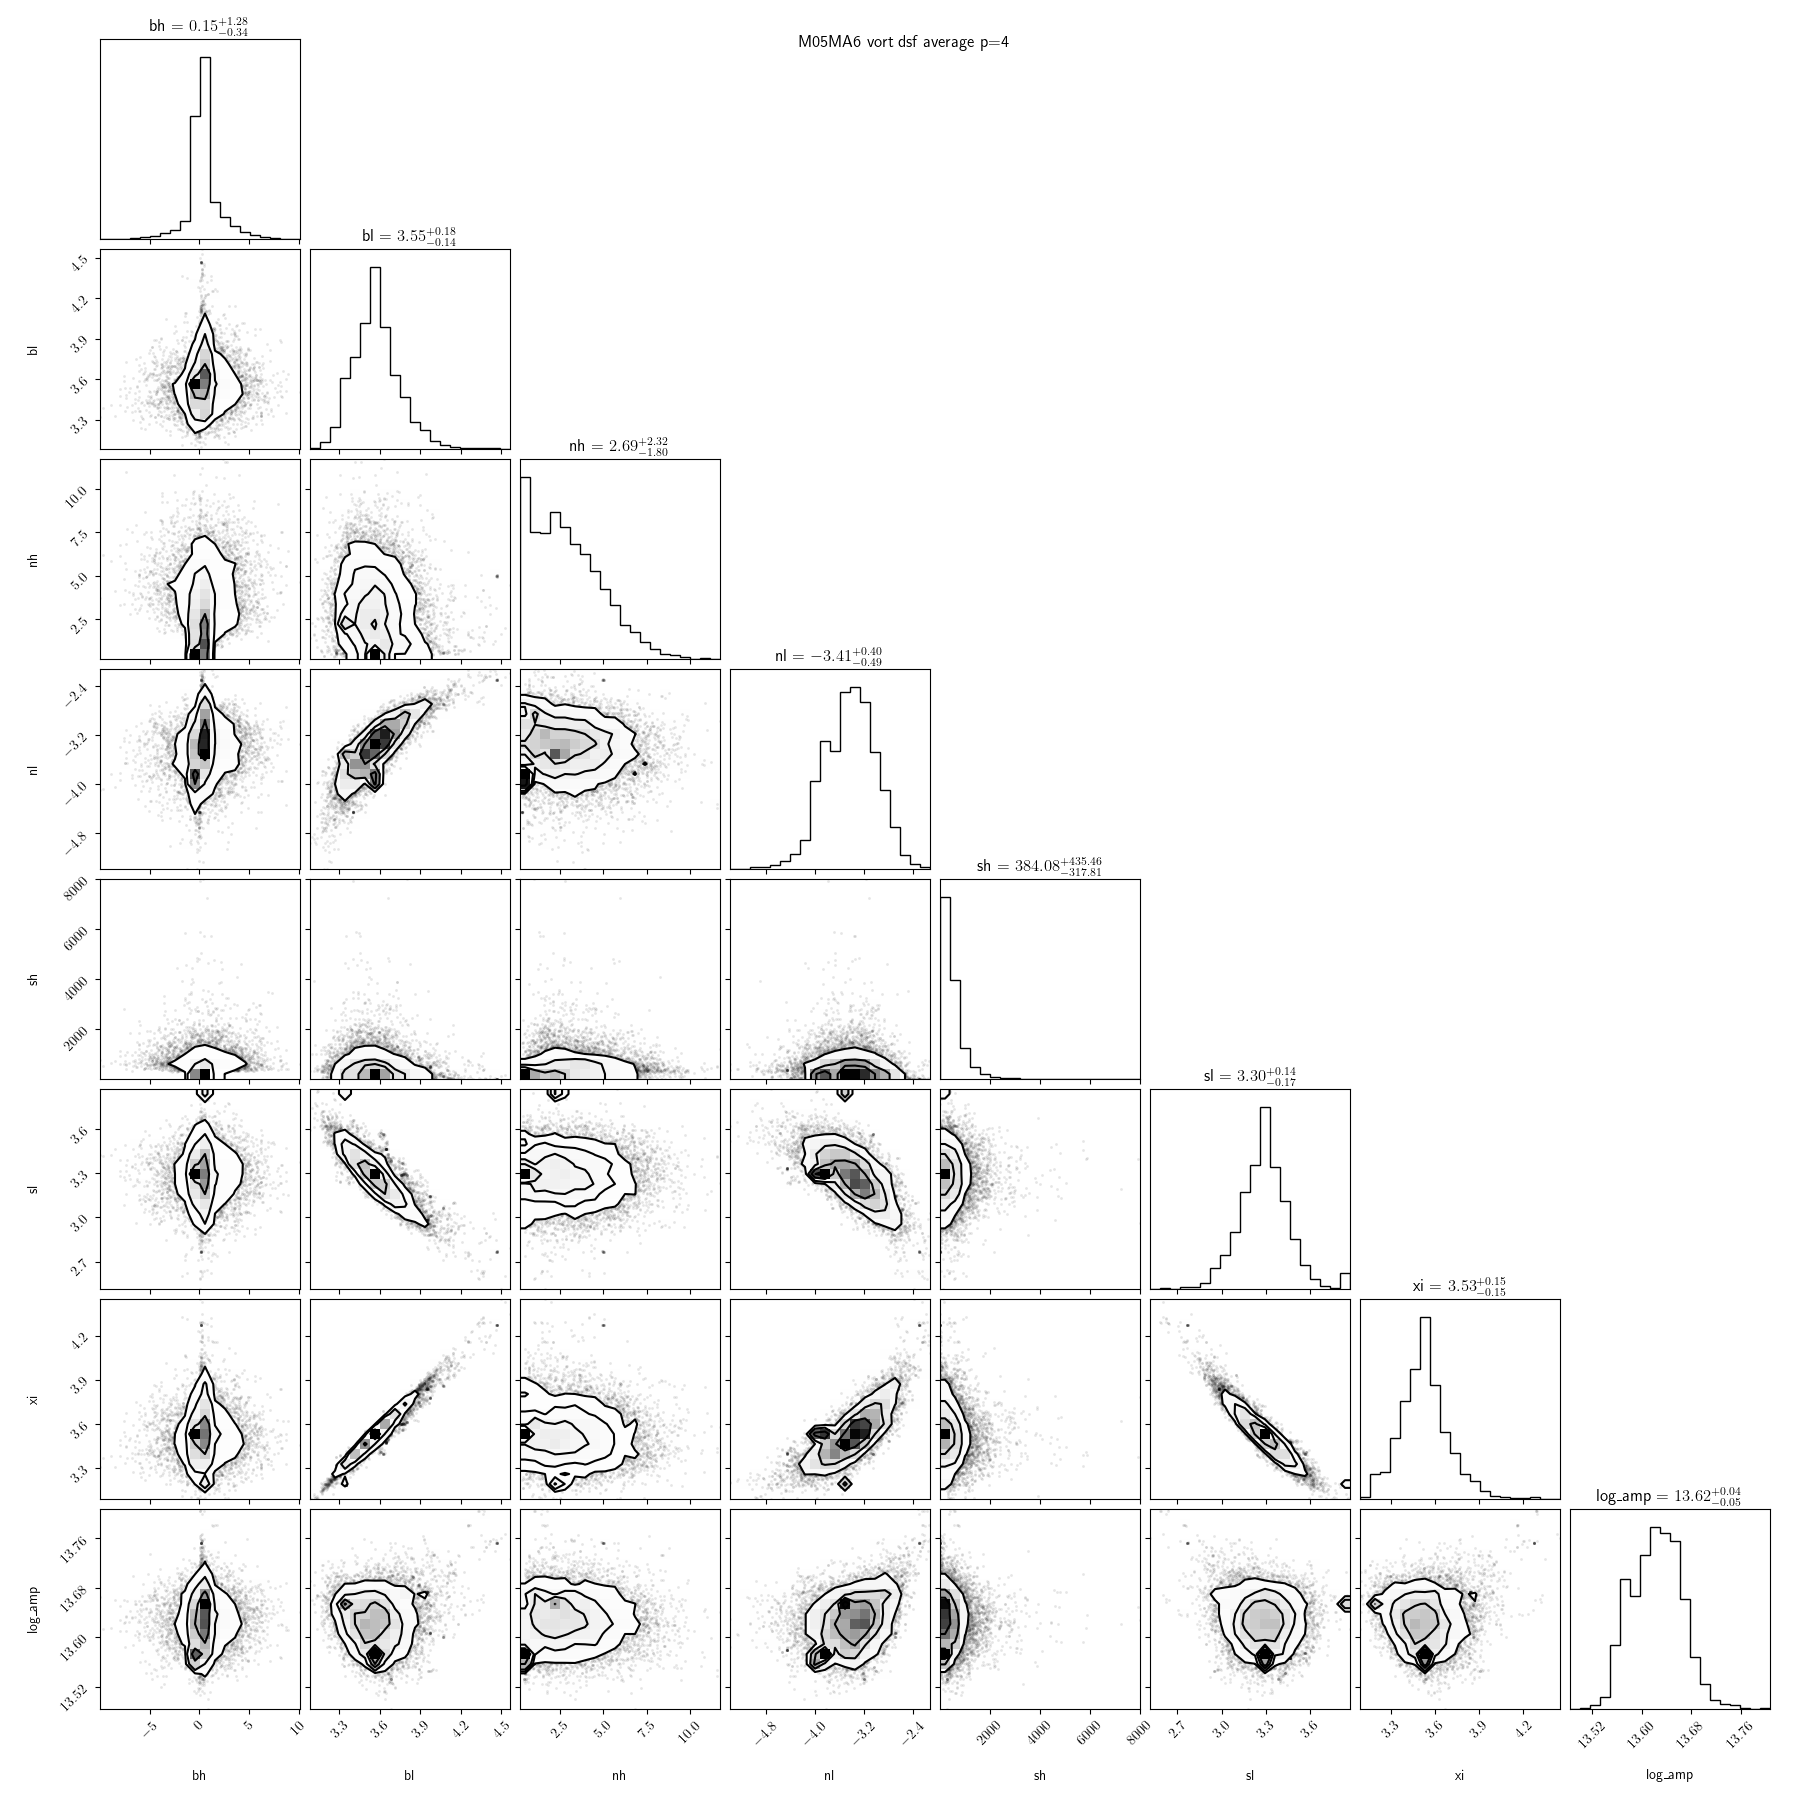 bh = 0.15+1.28−0.34
M05MA6 vort dsf average p=4
bl = 3.55+0.18−0.14
bl
4.5
4.2
3.9
3.6
3.3
nh = 2.69+2.32−1.80
nh
10.0
7.5
5.0
2.5
nl = −3.41+0.40−0.49
nl
−2.4
−3.2
−4.0
−4.8
sh = 384.08+435.46−317.81
sh
8000
6000
4000
2000
sl = 3.30+0.14−0.17
sl
3.6
3.3
3.0
2.7
xi = 3.53+0.15−0.15
xi
4.2
3.9
3.6
3.3
log_amp = 13.62+0.04−0.05
log_amp
13.76
13.68
13.60
13.52
−5 0 5 10 3.3 3.6 3.9 4.2 4.5 2.5 5.0 7.5 10.0 −4.8 −4.0 −3.2 −2.4 2000 4000 6000 8000 2.7 3.0 3.3 3.6 3.3 3.6 3.9 4.2 13.52 13.60 13.68 13.76
bh bl nh nl sh sl xi log_amp